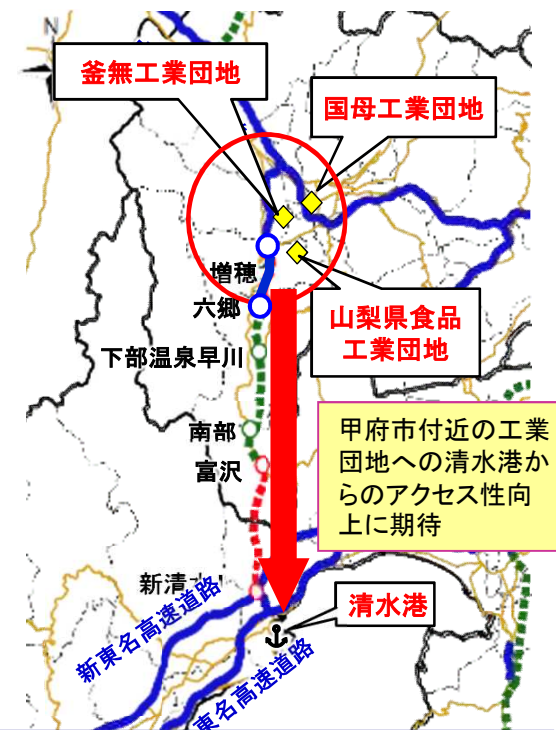 N
釜無工業団地
国母工業団地
増穂
六郷
山梨県食品
工業団地
下部温泉早川
南部
富沢
甲府市付近の工業
団地への清水港か
らのアクセス性向
上に期待
新清水
清水港
新東名高速道路
東名高速道路